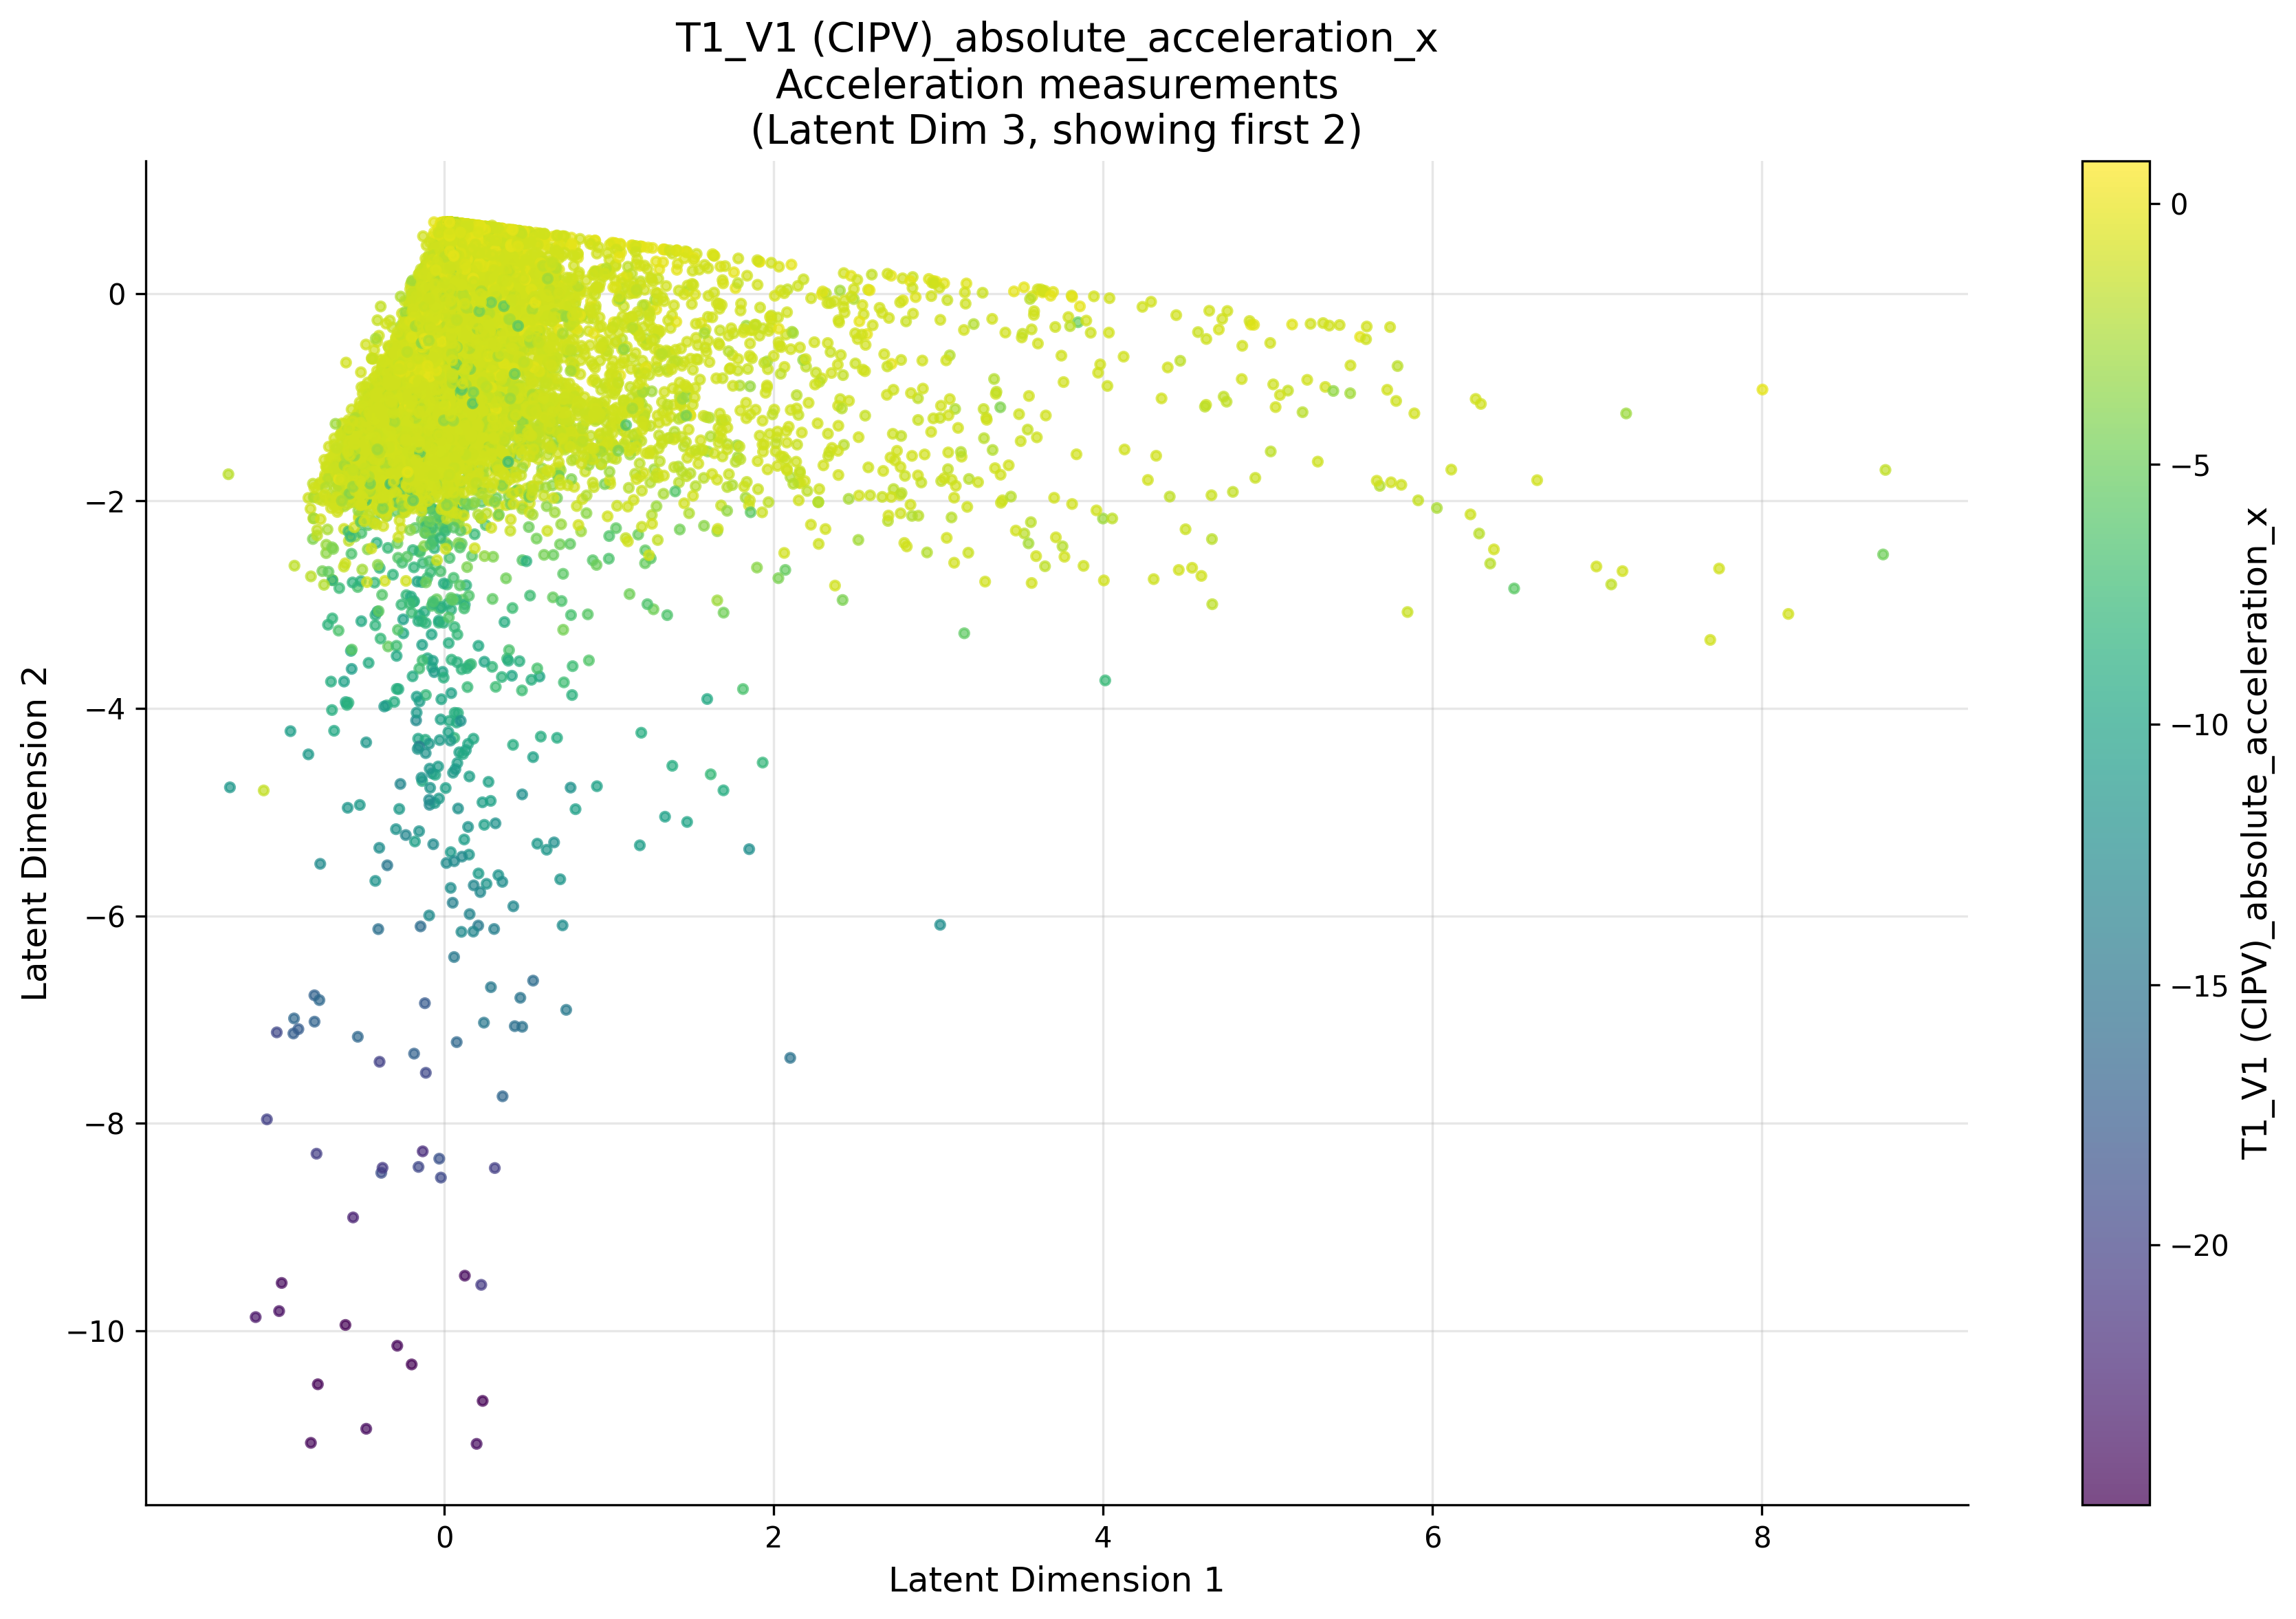 T1_V1 (CIPV)_absolute_acceleration_x
Acceleration measurements
(Latent Dim 3, showing first 2)
Latent Dimension 2
0
−2
−4
−6
−8
−10
0
2
4
6
8
Latent Dimension 1
0
−5
−10
−15
−20
T1_V1 (CIPV)_absolute_acceleration_x